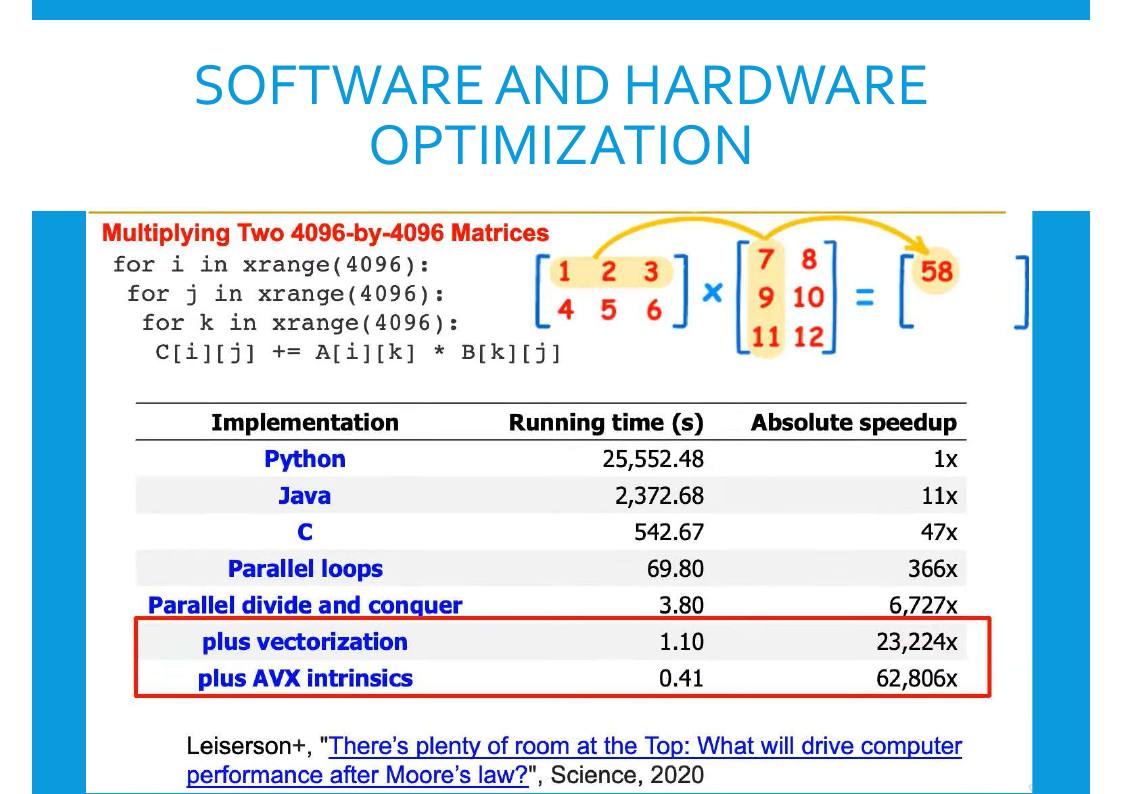 SOFTWARE AND HARDWARE
OPTIMIZATION
Multiplying Two 4096-by-4096 Matrices
for i in xrange(4096):
for j in xrange(4096):
for k in xrange(4096):
C[i][j] += A[i][k] * B[k][j]
[1 2 3] × [7 8] = [58 ]
[4 5 6] [9 10]
[11 12]
Implementation Running time (s) Absolute speedup
Python 25,552.48 1x
Java 2,372.68 11x
C 542.67 47x
Parallel loops 69.80 366x
Parallel divide and conquer 3.80 6,727x
plus vectorization 1.10 23,224x
plus AVX intrinsics 0.41 62,806x
Leiserson+, "There's plenty of room at the Top: What will drive computer
performance after Moore's law?", Science, 2020